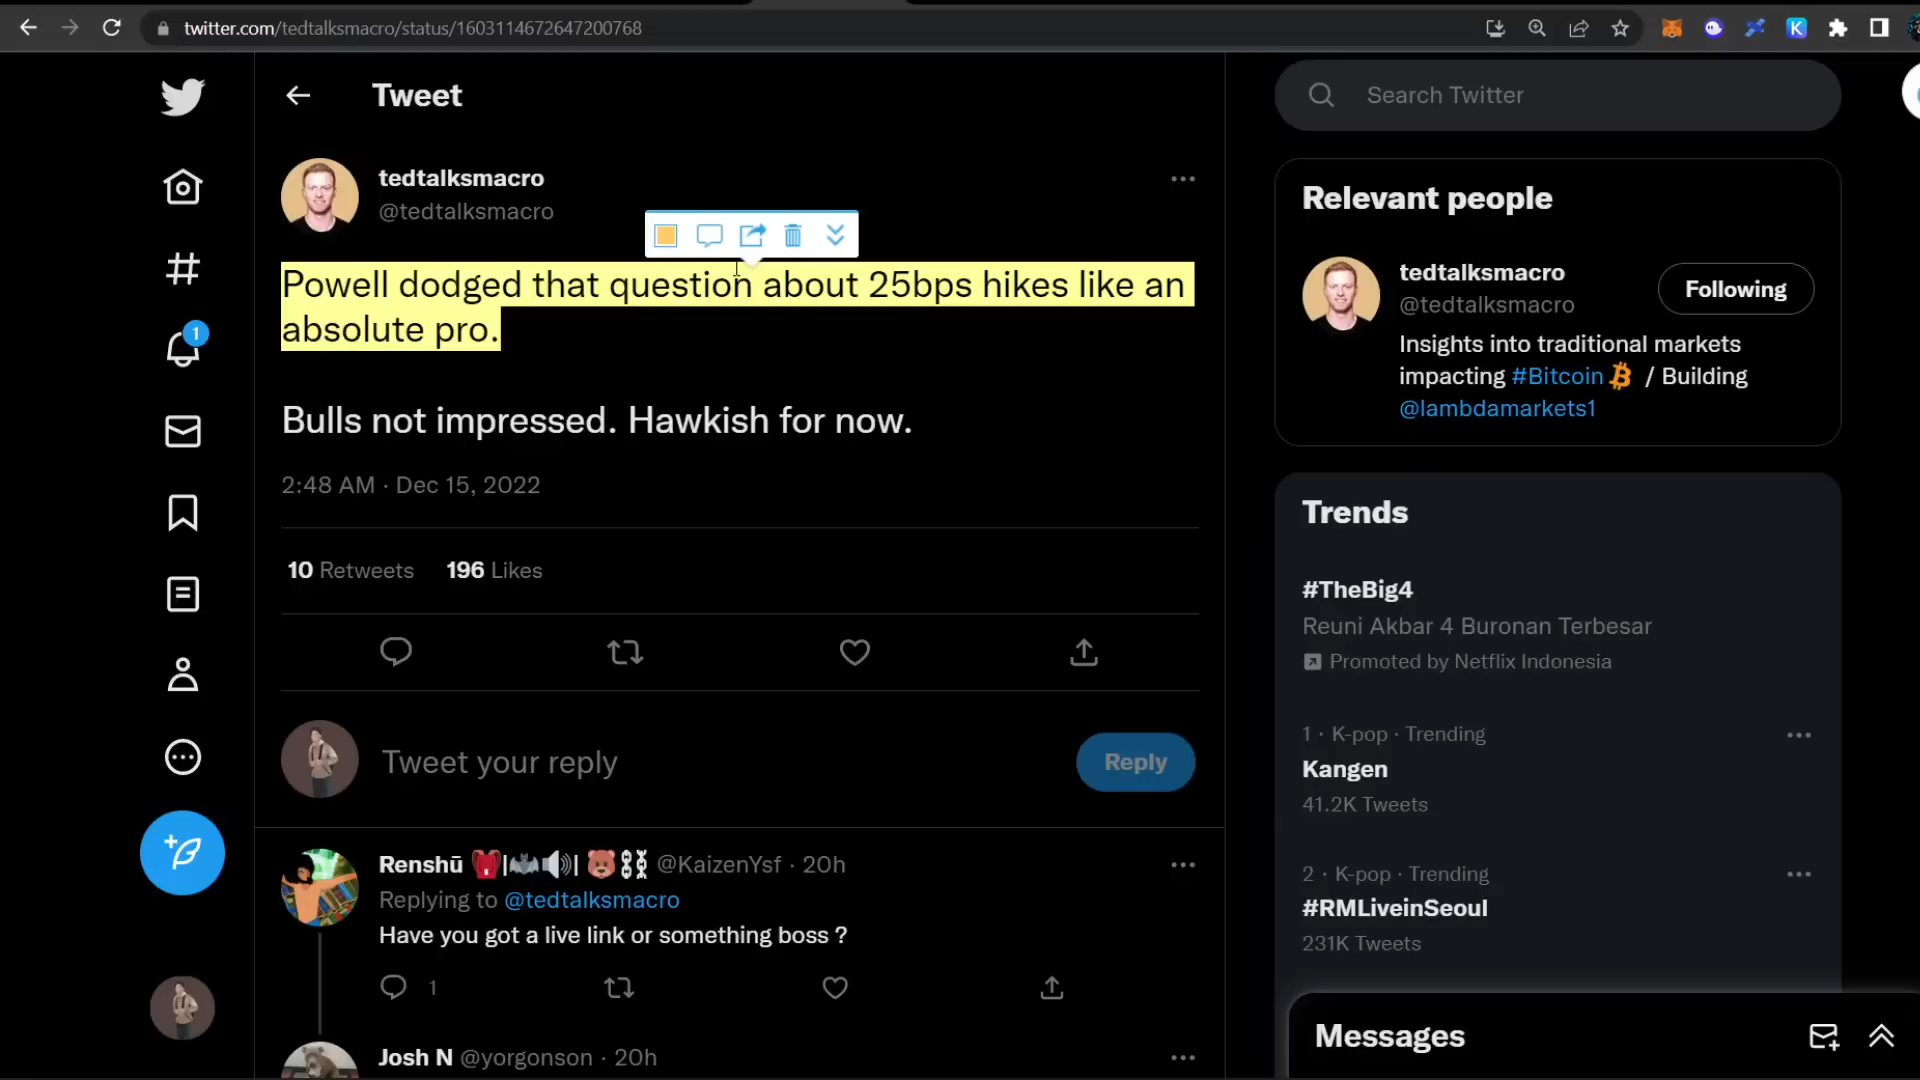 twitter.com/tedtalksmacro/status/1603114672647200768
Tweet
tedtalksmacro
@tedtalksmacro
Powell dodged that question about 25bps hikes like an
absolute pro.
Bulls not impressed. Hawkish for now.
2:48 AM · Dec 15, 2022
10 Retweets 196 Likes
Tweet your reply
Reply
Renshū @KaizenYsf · 20h
Replying to @tedtalksmacro
Have you got a live link or something boss ?
1
Josh N @yorgonson · 20h
1
Search Twitter
Relevant people
tedtalksmacro
@tedtalksmacro
Following
Insights into traditional markets
impacting #Bitcoin / Building
@lambdamarkets1
Trends
#TheBig4
Reuni Akbar 4 Buronan Terbesar
Promoted by Netflix Indonesia
1 · K-pop · Trending
Kangen
41.2K Tweets
2 · K-pop · Trending
#RMLiveinSeoul
231K Tweets
Messages
K